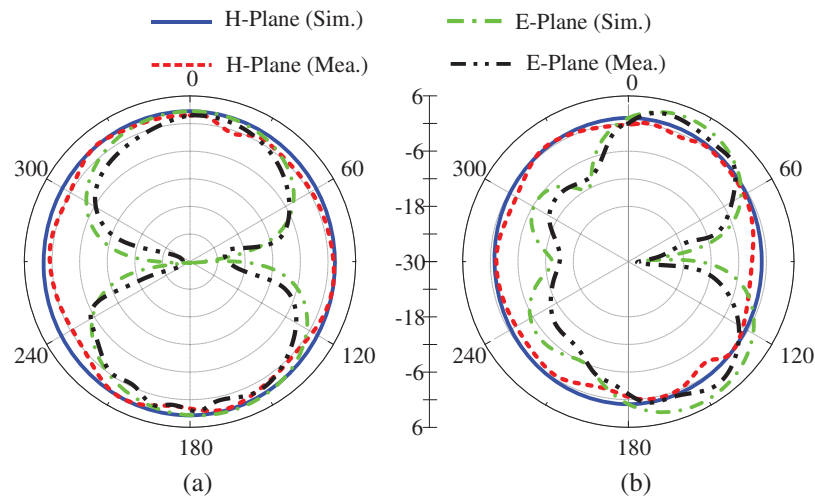 H-Plane (Sim.) E-Plane (Sim.)
H-Plane (Mea.) E-Plane (Mea.)
0 0
6
300 60 300 60
-6
-18
-30
-18
240 120 240 120
-6
6
180 180
(a) (b)